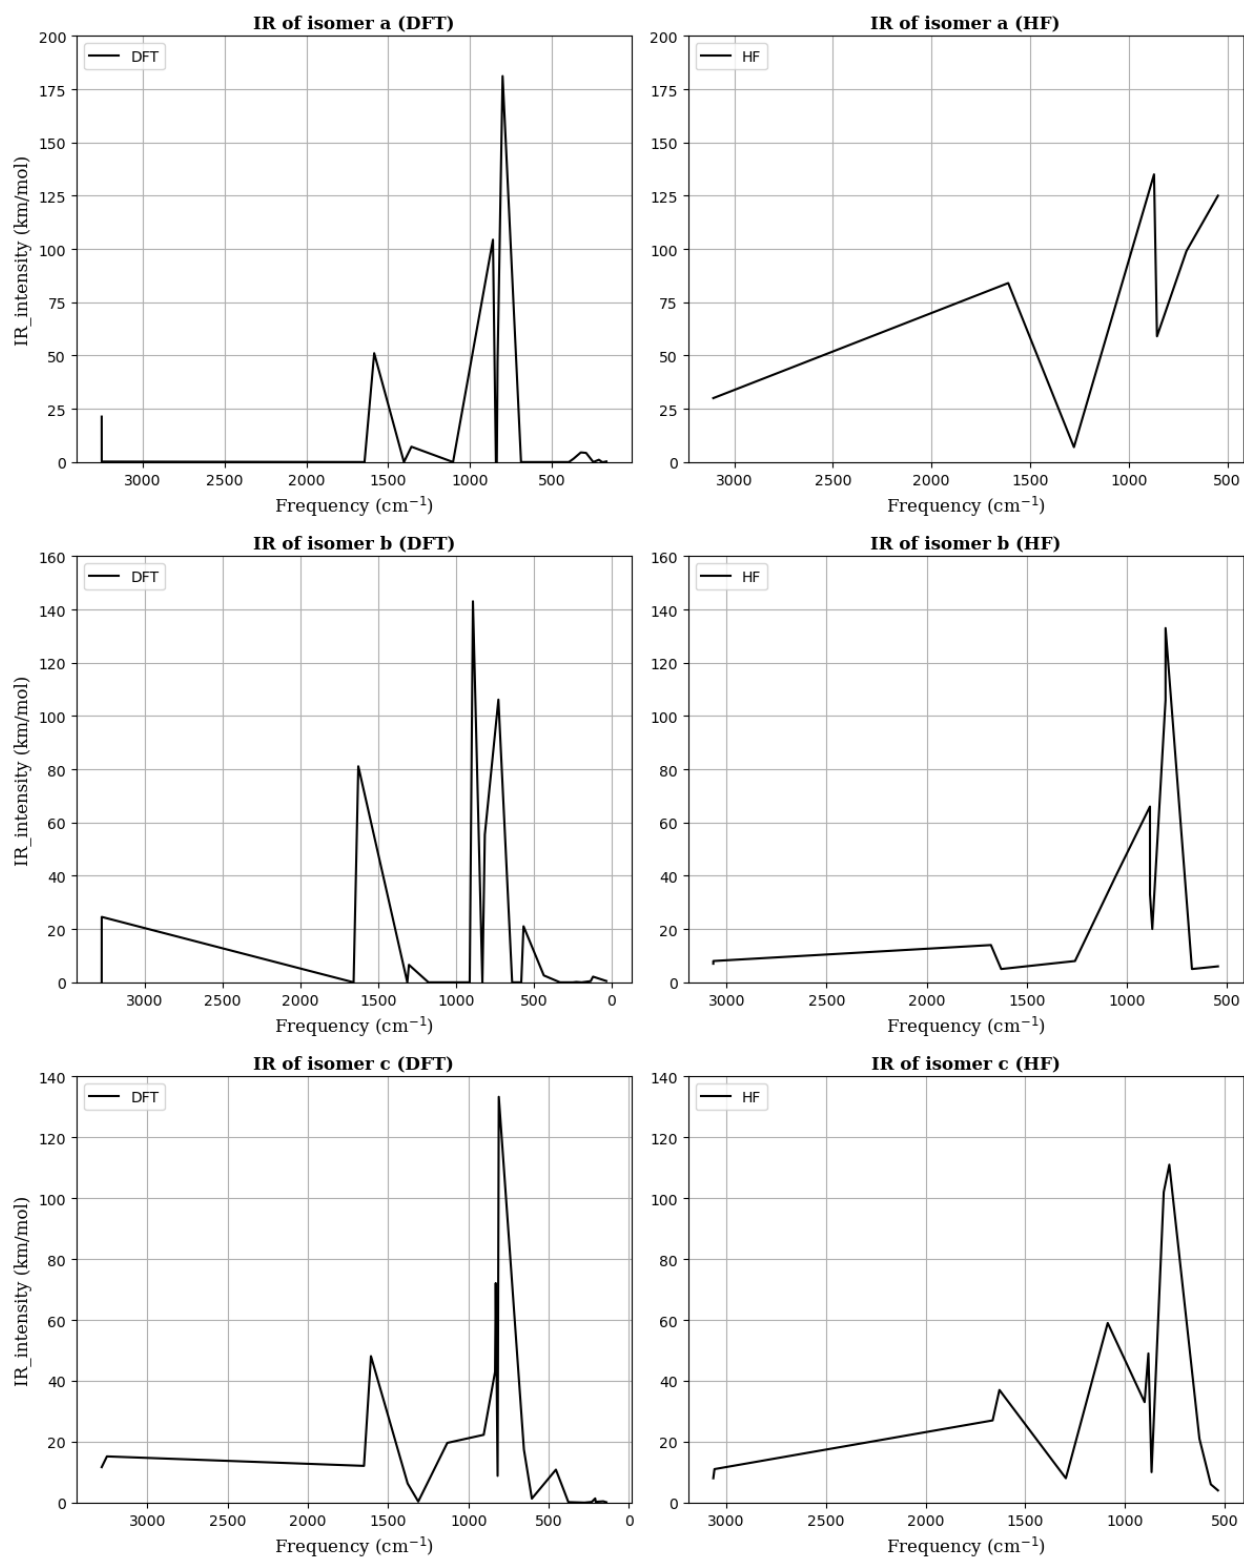 IR of isomer a (DFT)
DFT
200
175
150
125
100
75
50
25
0
IR_intensity (km/mol)
3000 2500 2000 1500 1000 500
Frequency (cm⁻¹)
IR of isomer a (HF)
HF
200
175
150
125
100
75
50
25
0
3000 2500 2000 1500 1000 500
Frequency (cm⁻¹)
IR of isomer b (DFT)
DFT
160
140
120
100
80
60
40
20
0
IR_intensity (km/mol)
3000 2500 2000 1500 1000 500 0
Frequency (cm⁻¹)
IR of isomer b (HF)
HF
160
140
120
100
80
60
40
20
0
3000 2500 2000 1500 1000 500
Frequency (cm⁻¹)
IR of isomer c (DFT)
DFT
140
120
100
80
60
40
20
0
IR_intensity (km/mol)
3000 2500 2000 1500 1000 500 0
Frequency (cm⁻¹)
IR of isomer c (HF)
HF
140
120
100
80
60
40
20
0
3000 2500 2000 1500 1000 500
Frequency (cm⁻¹)